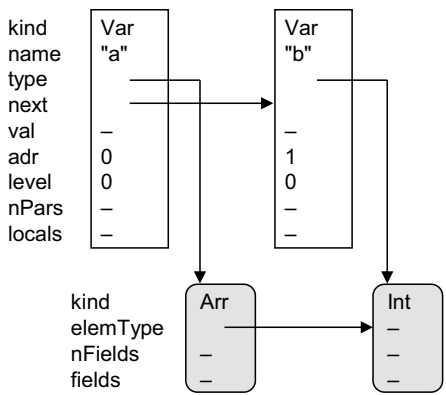 kind Var Var
name "a" "b"
type
next
val – –
adr 0 1
level 0 0
nPars – –
locals – –
kind Arr Int
elemType –
nFields – –
fields – –